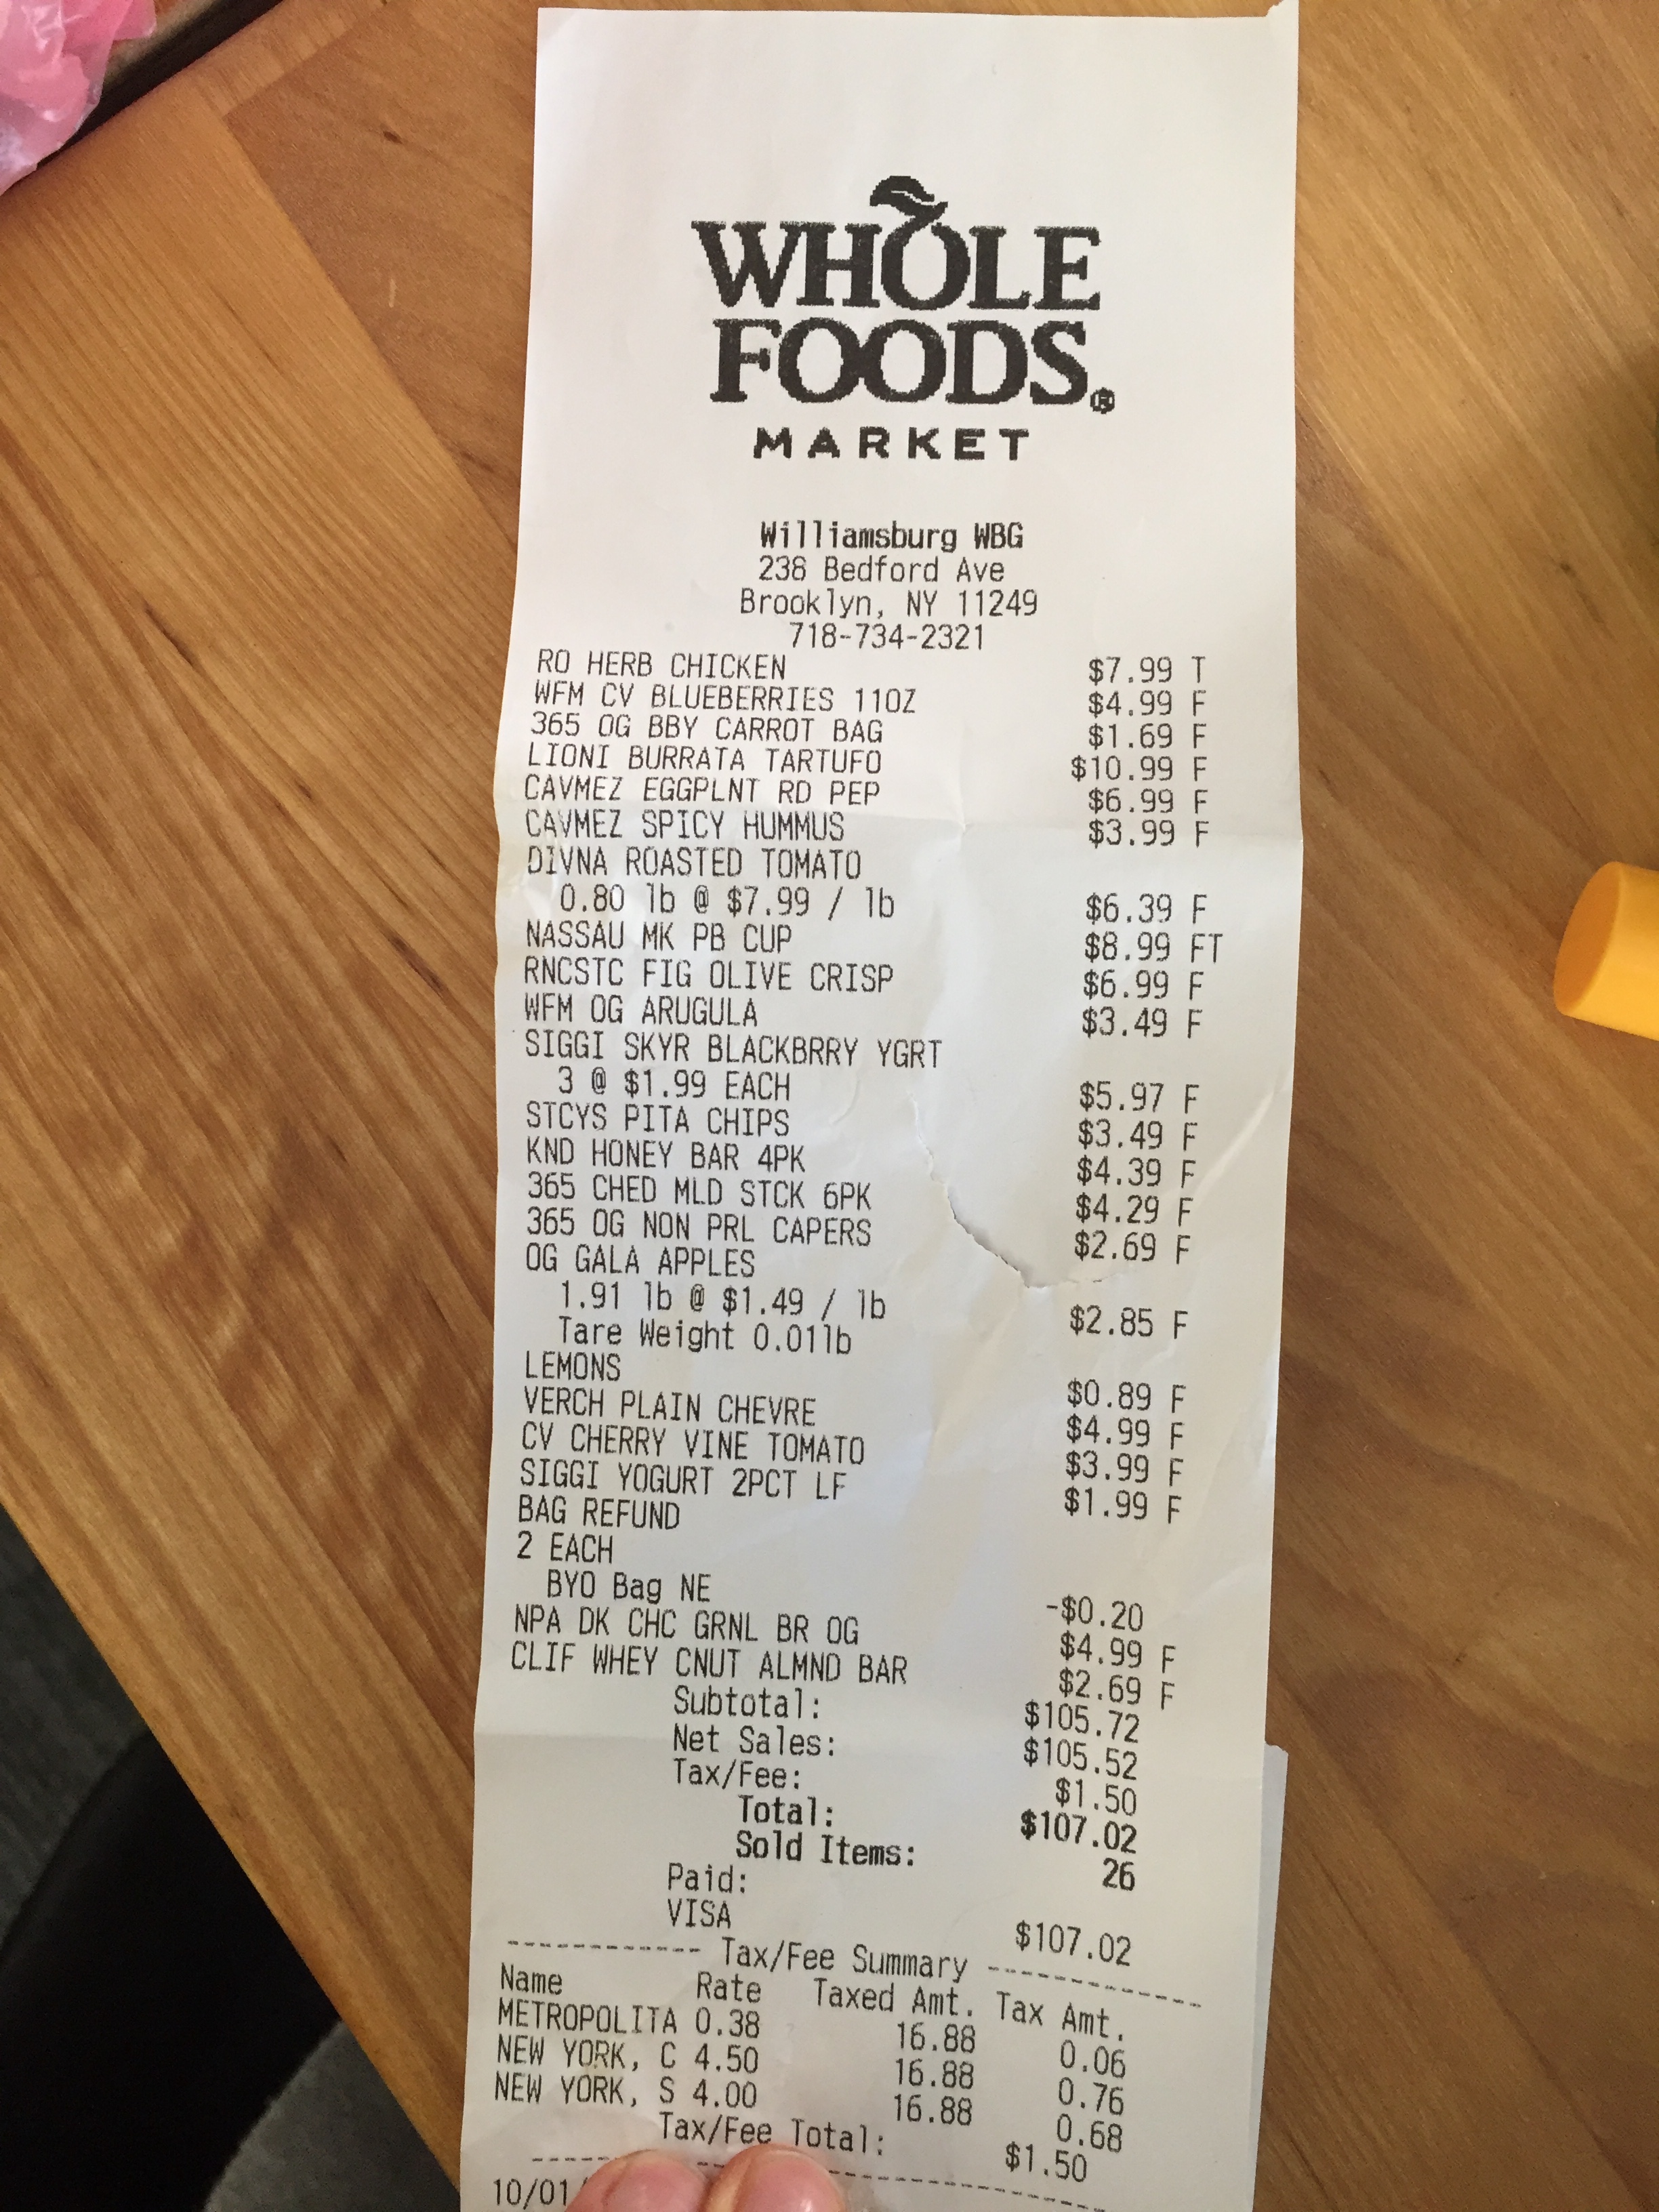 WHOLE
FOODS®
MARKET
Williamsburg WBG
238 Bedford Ave
Brooklyn, NY 11249
718-734-2321
RO HERB CHICKEN $7.99 T
WFM CV BLUEBERRIES 11OZ $4.99 F
365 OG BBY CARROT BAG $1.69 F
LIONI BURRATA TARTUFO $10.99 F
CAVMEZ EGGPLNT RD PEP $6.99 F
CAVMEZ SPICY HUMMUS $3.99 F
DIVNA ROASTED TOMATO
0.80 lb @ $7.99 / lb $6.39 F
NASSAU MK PB CUP $8.99 FT
RNCSTC FIG OLIVE CRISP $6.99 F
WFM OG ARUGULA $3.49 F
SIGGI SKYR BLACKBRRY YGRT
3 @ $1.99 EACH $5.97 F
STCYS PITA CHIPS $3.49 F
KND HONEY BAR 4PK $4.39 F
365 CHED MLD STCK 6PK $4.29 F
365 OG NON PRL CAPERS $2.69 F
OG GALA APPLES
1.91 lb @ $1.49 / lb $2.85 F
Tare Weight 0.01lb
LEMONS $0.89 F
VERCH PLAIN CHEVRE $4.99 F
CV CHERRY VINE TOMATO $3.99 F
SIGGI YOGURT 2PCT LF $1.99 F
BAG REFUND
2 EACH
BYO Bag NE -$0.20
NPA DK CHC GRNL BR OG $4.99 F
CLIF WHEY CNUT ALMND BAR $2.69 F
Subtotal: $105.72
Net Sales: $105.52
Tax/Fee: $1.50
Total: $107.02
Sold Items: 26
Paid:
VISA $107.02
------------ Tax/Fee Summary --------------
Name Rate Taxed Amt. Tax Amt.
METROPOLITA 0.38 16.88 0.06
NEW YORK, C 4.50 16.88 0.76
NEW YORK, S 4.00 16.88 0.68
Tax/Fee Total: $1.50
10/01